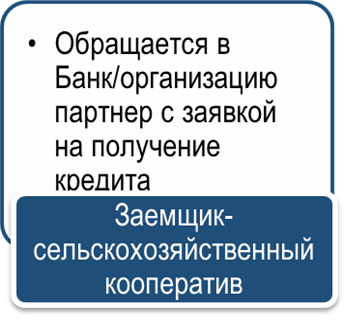 • Обращается в
Банк/организацию
партнер с заявкой
на получение
кредита
Заемщик-
сельскохозяйственный
кооператив